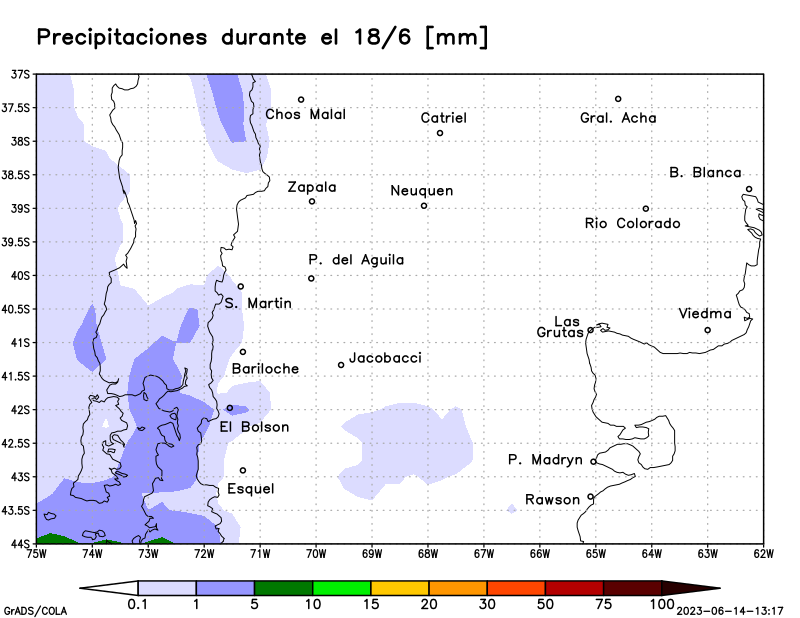 Precipitaciones durante el 18/6 [mm]
37S
37.5S
38S
38.5S
39S
39.5S
40S
40.5S
41S
41.5S
42S
42.5S
43S
43.5S
44S
Chos Malal
Catriel
Gral. Acha
B. Blanca
Zapala
Neuquen
Rio Colorado
P. del Aguila
S. Martin
Viedma
Las
Grutas
Jacobacci
Bariloche
El Bolson
P. Madryn
Esquel
Rawson
75W 74W 73W 72W 71W 70W 69W 68W 67W 66W 65W 64W 63W 62W
0.1 1 5 10 15 20 30 50 75 100
GrADS/COLA
2023-06-14-13:17